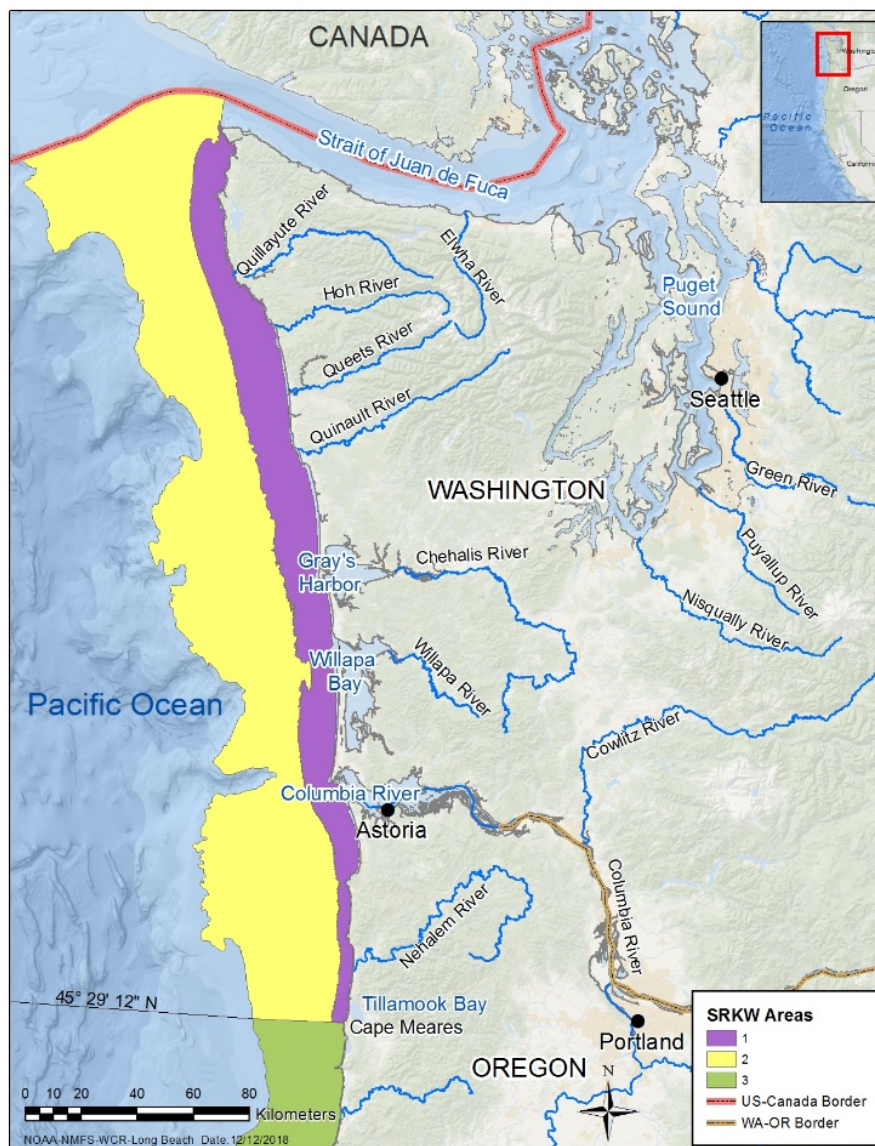 CANADA
Washington
Oregon
Pacific
Ocean
California
Strait of Juan de Fuca
Quillayute River
Elwha River
Hoh River
Puget
Sound
Queets River
Seattle
Quinault River
Green River
WASHINGTON
Gray's
Harbor
Chehalis River
Puyallup River
Nisqually River
Willapa
Bay
Willapa River
Pacific Ocean
Cowlitz River
Columbia River
Astoria
Columbia River
Nehalem River
45° 29' 12" N
Tillamook Bay
Cape Meares
Portland
OREGON
N
SRKW Areas
1
2
3
US-Canada Border
WA-OR Border
0 10 20 40 60 80
Kilometers
NOAA-NMFS-WCR-Long Beach Date: 12/12/2018